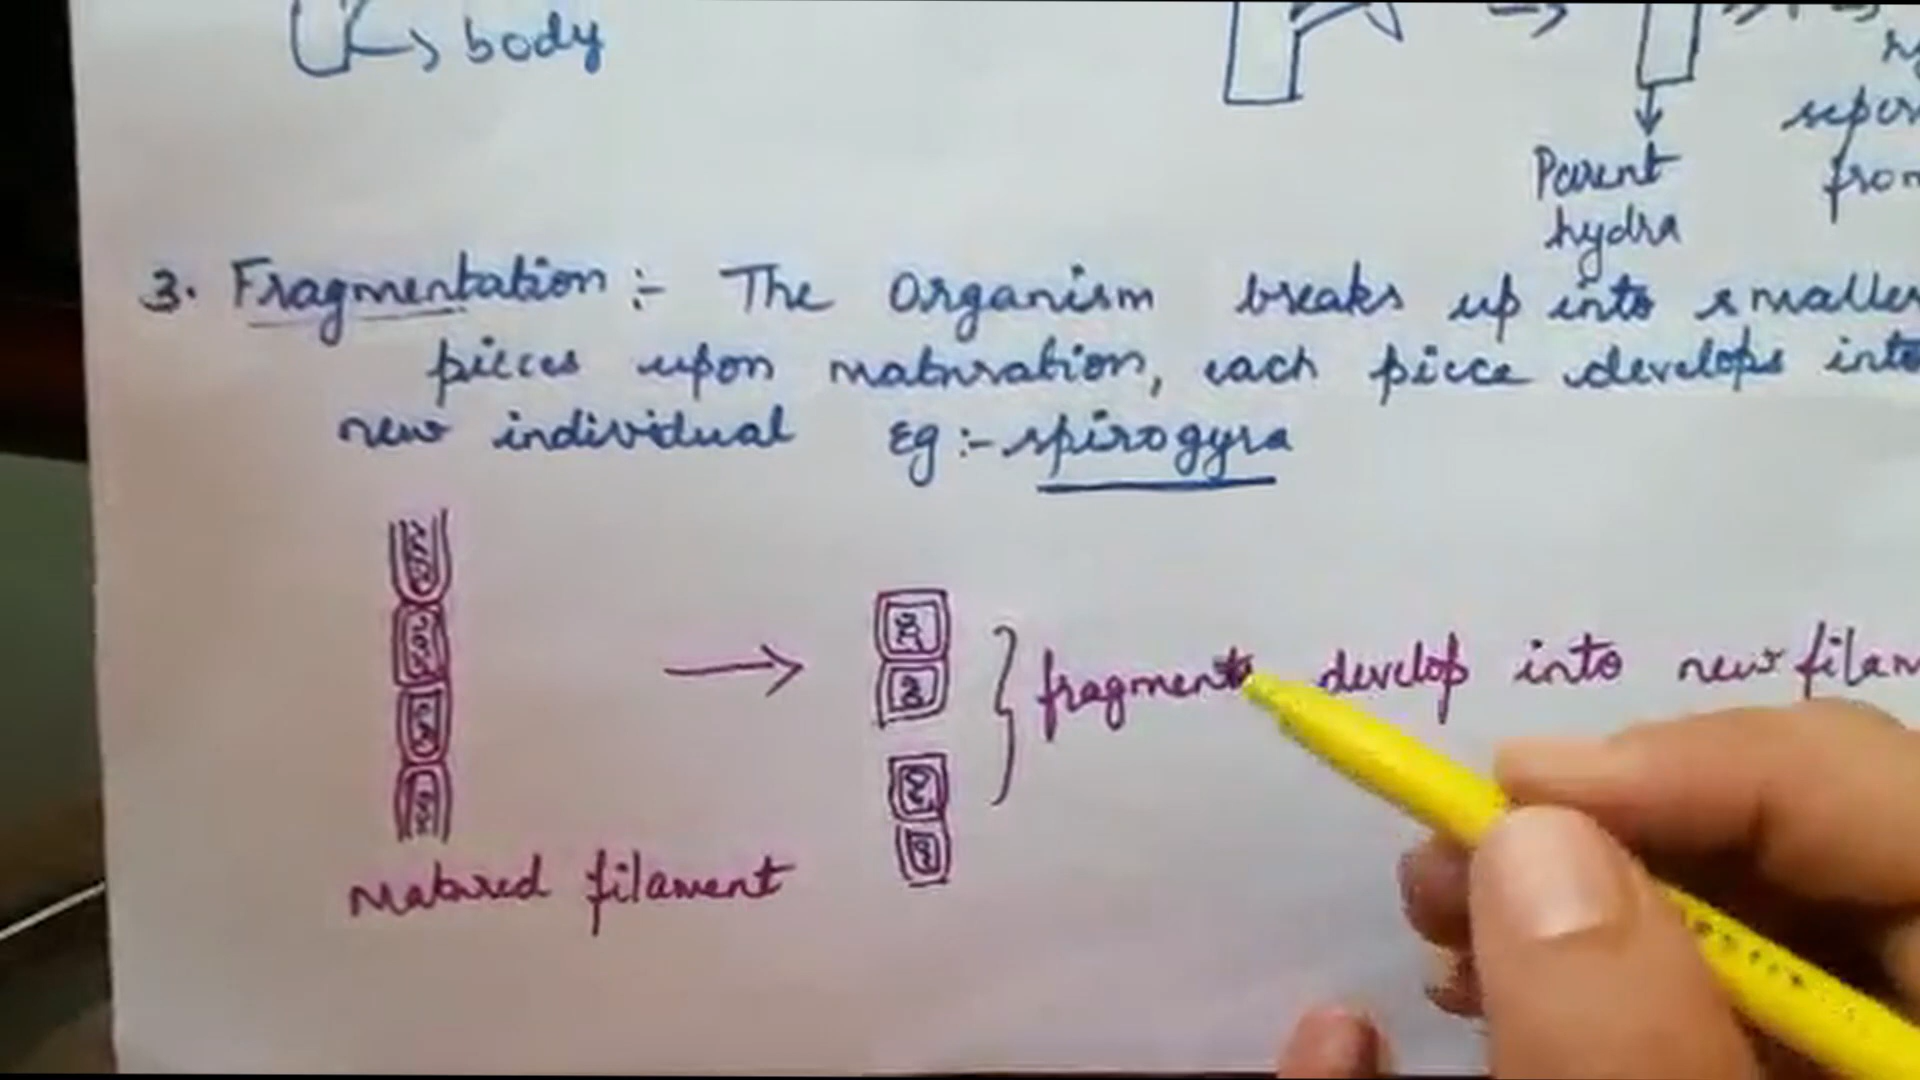 body
Parent
hydra
from
3. Fragmentation :- The Organism breaks up into smaller
pieces upon maturation, each piece develops into
new individual Eg :- spirogyra
fragments develop into new
Matured filament